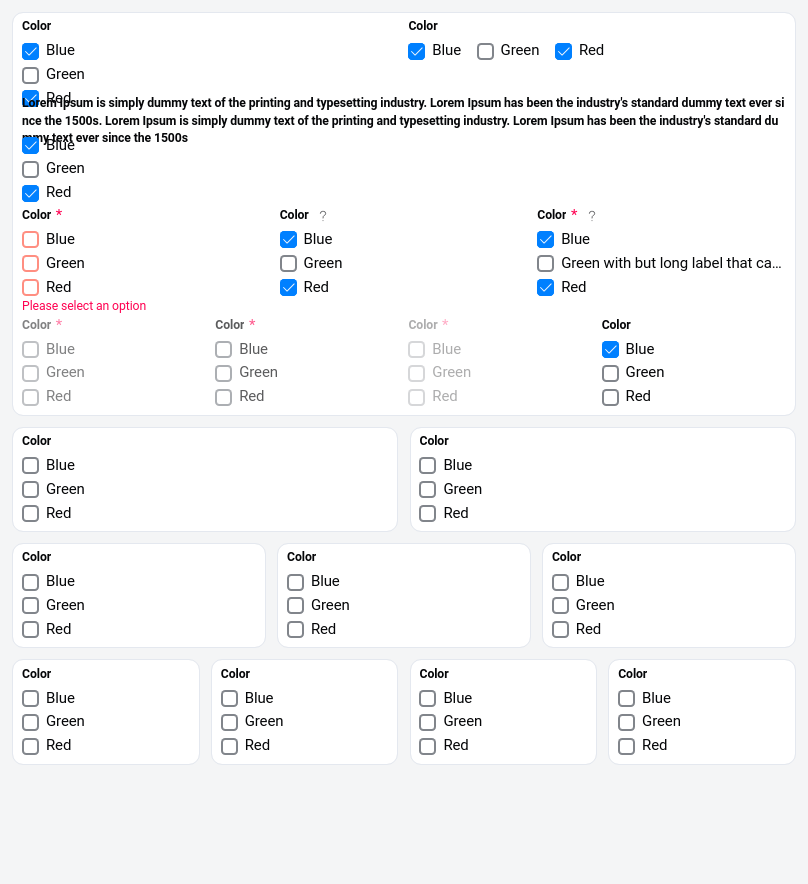 Color Color
Blue Blue Green Red
Green
Red
Lorem Ipsum is simply dummy text of the printing and typesetting industry. Lorem Ipsum has been the industry's standard dummy text ever si
nce the 1500s. Lorem Ipsum is simply dummy text of the printing and typesetting industry. Lorem Ipsum has been the industry's standard du
mmy text ever since the 1500s
Blue
Green
Red
Color * Color ? Color * ?
Blue Blue Blue
Green Green Green with but long label that ca...
Red Red Red
Please select an option
Color * Color * Color * Color
Blue Blue Blue Blue
Green Green Green Green
Red Red Red Red
Color Color
Blue Blue
Green Green
Red Red
Color Color Color
Blue Blue Blue
Green Green Green
Red Red Red
Color Color Color Color
Blue Blue Blue Blue
Green Green Green Green
Red Red Red Red